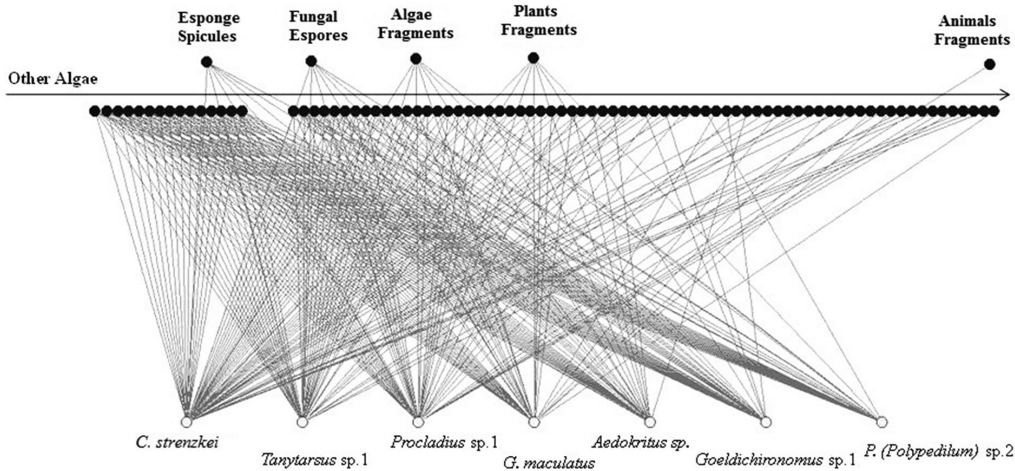 Esponge
Spicules
Fungal
Espores
Algae
Fragments
Plants
Fragments
Animals
Fragments
Other Algae
C. strenzkei
Tanytarsus sp.1
Procladius sp.1
G. maculatus
Aedokritus sp.
Goeldichironomus sp.1
P. (Polypedilum) sp.2